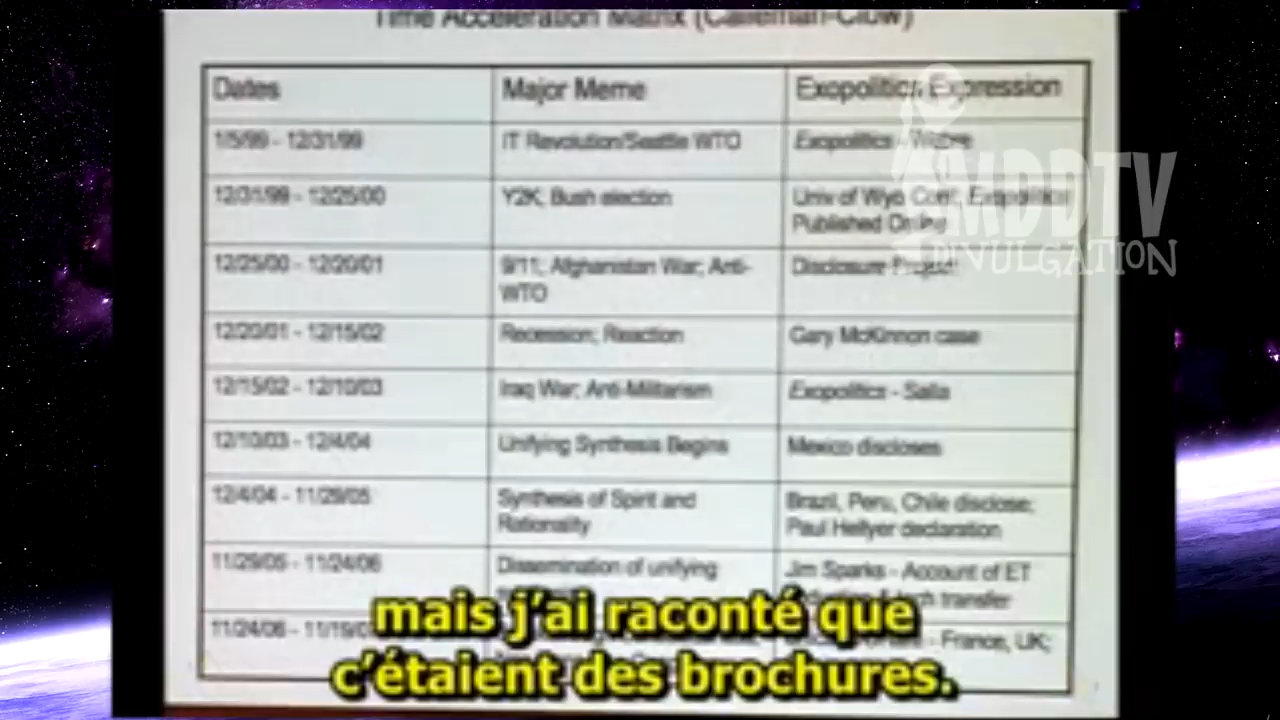 Time Acceleration Matrix (Calleman-Clow)
Dates Major Meme Exopolitics Expression
1/5/99 - 12/31/99 IT Revolution/Seattle WTO Exopolitics - Webre
12/31/99 - 12/25/00 Y2K, Bush election Univ of Wyo Conf; Exopolitics
Published Online
12/25/00 - 12/20/01 9/11; Afghanistan War; Anti-
WTO Disclosure Project
12/20/01 - 12/15/02 Recession; Reaction Gary McKinnon case
12/15/02 - 12/10/03 Iraq War; Anti-Militarism Exopolitics - Salla
12/10/03 - 12/4/04 Unifying Synthesis Begins Mexico discloses
12/4/04 - 11/29/05 Synthesis of Spirit and
Rationality
Brazil, Peru, Chile disclose;
Paul Hellyer declaration
11/29/05 - 11/24/06 Dissemination of unifying
Jim Sparks - Account of ET
tech transfer
11/24/06 - France, UK;
MDDTV
DIVULGATION
mais j'ai raconté que
c'étaient des brochures.